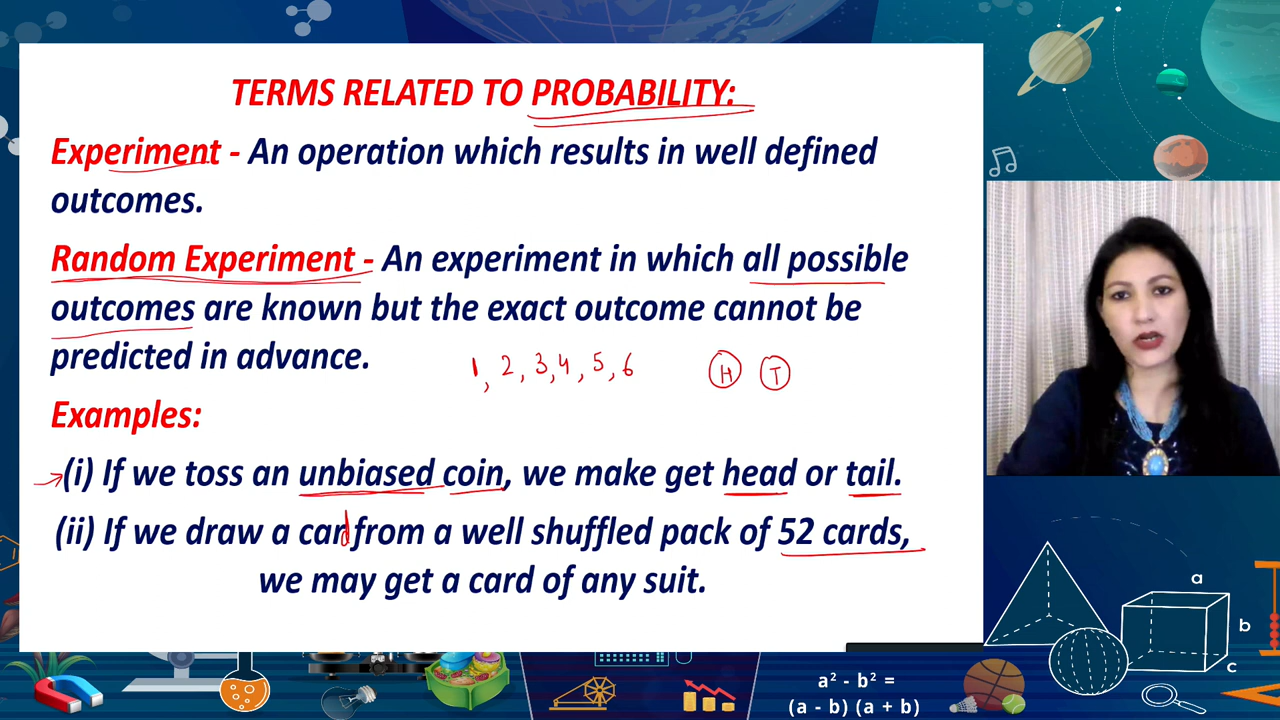 TERMS RELATED TO PROBABILITY:
Experiment - An operation which results in well defined
outcomes.
Random Experiment - An experiment in which all possible
outcomes are known but the exact outcome cannot be
predicted in advance.
1, 2, 3, 4, 5, 6 H T
Examples:
(i) If we toss an unbiased coin, we make get head or tail.
(ii) If we draw a card from a well shuffled pack of 52 cards,
we may get a card of any suit.
a
b
c
a² - b² =
(a - b) (a + b)